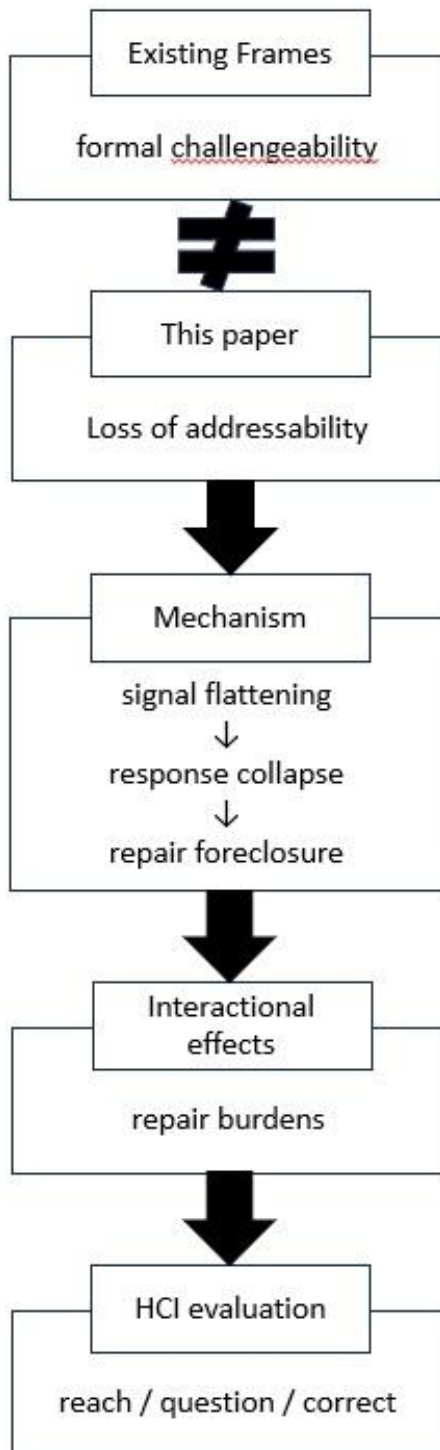 Existing Frames
formal challengeability
≠
This paper
Loss of addressability
Mechanism
signal flattening
↓
response collapse
↓
repair foreclosure
Interactional
effects
repair burdens
HCI evaluation
reach / question / correct